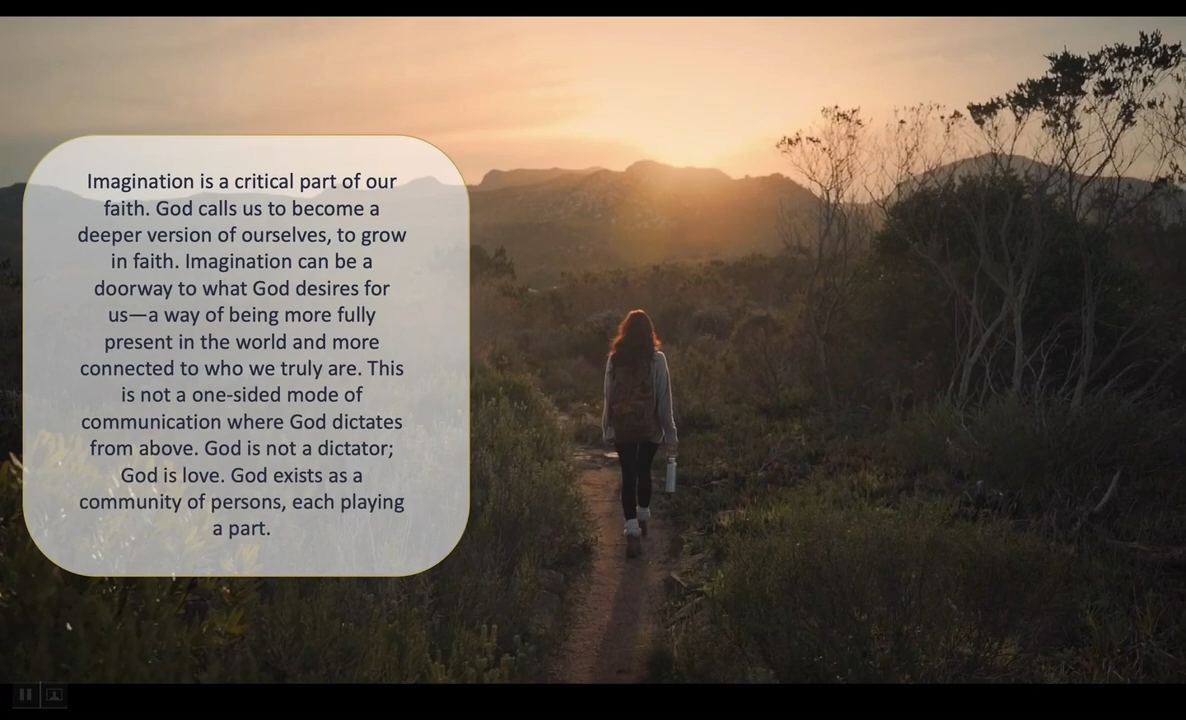 Imagination is a critical part of our
faith. God calls us to become a
deeper version of ourselves, to grow
in faith. Imagination can be a
doorway to what God desires for
us—a way of being more fully
present in the world and more
connected to who we truly are. This
is not a one-sided mode of
communication where God dictates
from above. God is not a dictator;
God is love. God exists as a
community of persons, each playing
a part.